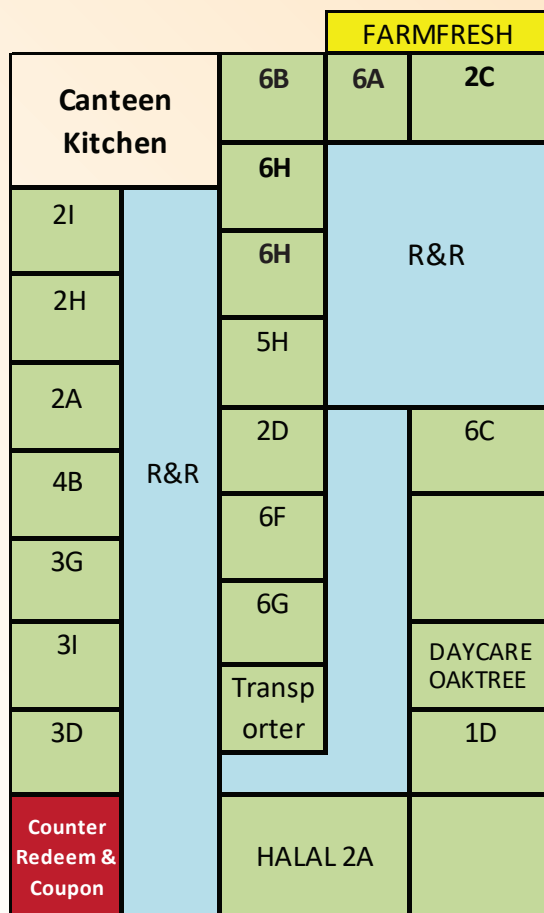 FARMFRESH
Canteen
Kitchen
6B
6A
2C
6H
R&R
6H
5H
2I
2H
2A
4B
3G
3I
3D
R&R
2D
6F
6G
Transp
orter
6C
DAYCARE
OAKTREE
1D
Counter
Redeem &
Coupon
HALAL 2A